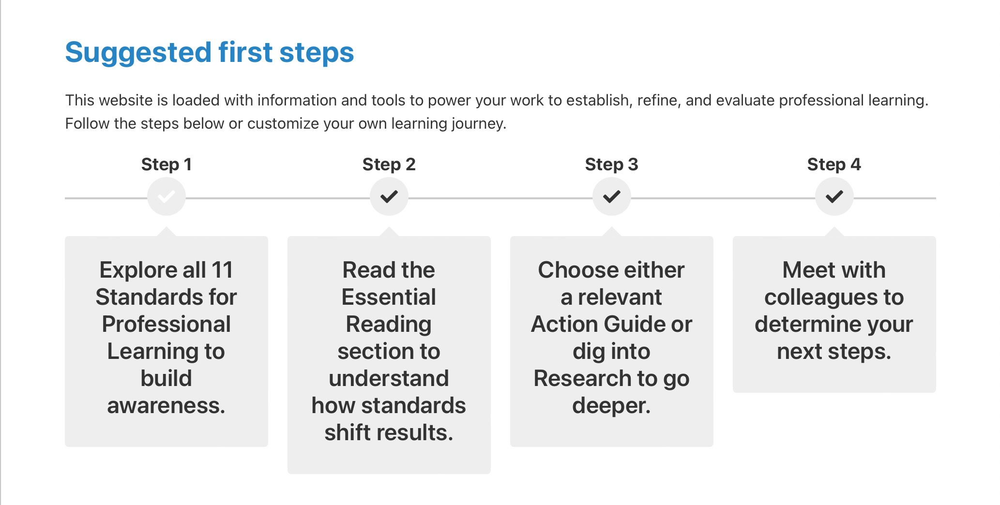 Suggested first steps
This website is loaded with information and tools to power your work to establish, refine, and evaluate professional learning.
Follow the steps below or customize your own learning journey.
Step 1
Explore all 11
Standards for
Professional
Learning to
build
awareness.
Step 2
Read the
Essential
Reading
section to
understand
how standards
shift results.
Step 3
Choose either
a relevant
Action Guide or
dig into
Research to go
deeper.
Step 4
Meet with
colleagues to
determine your
next steps.